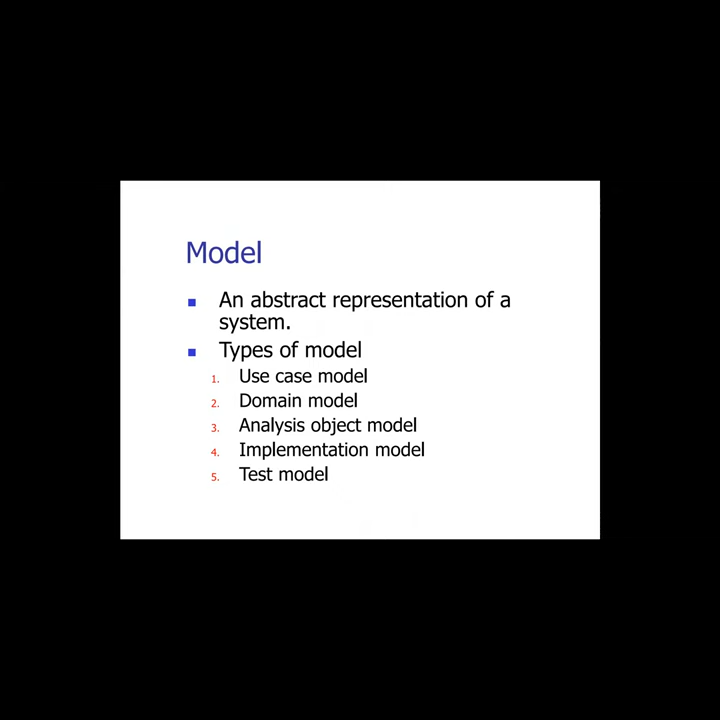 Model
An abstract representation of a
system.
Types of model
1. Use case model
2. Domain model
3. Analysis object model
4. Implementation model
5. Test model